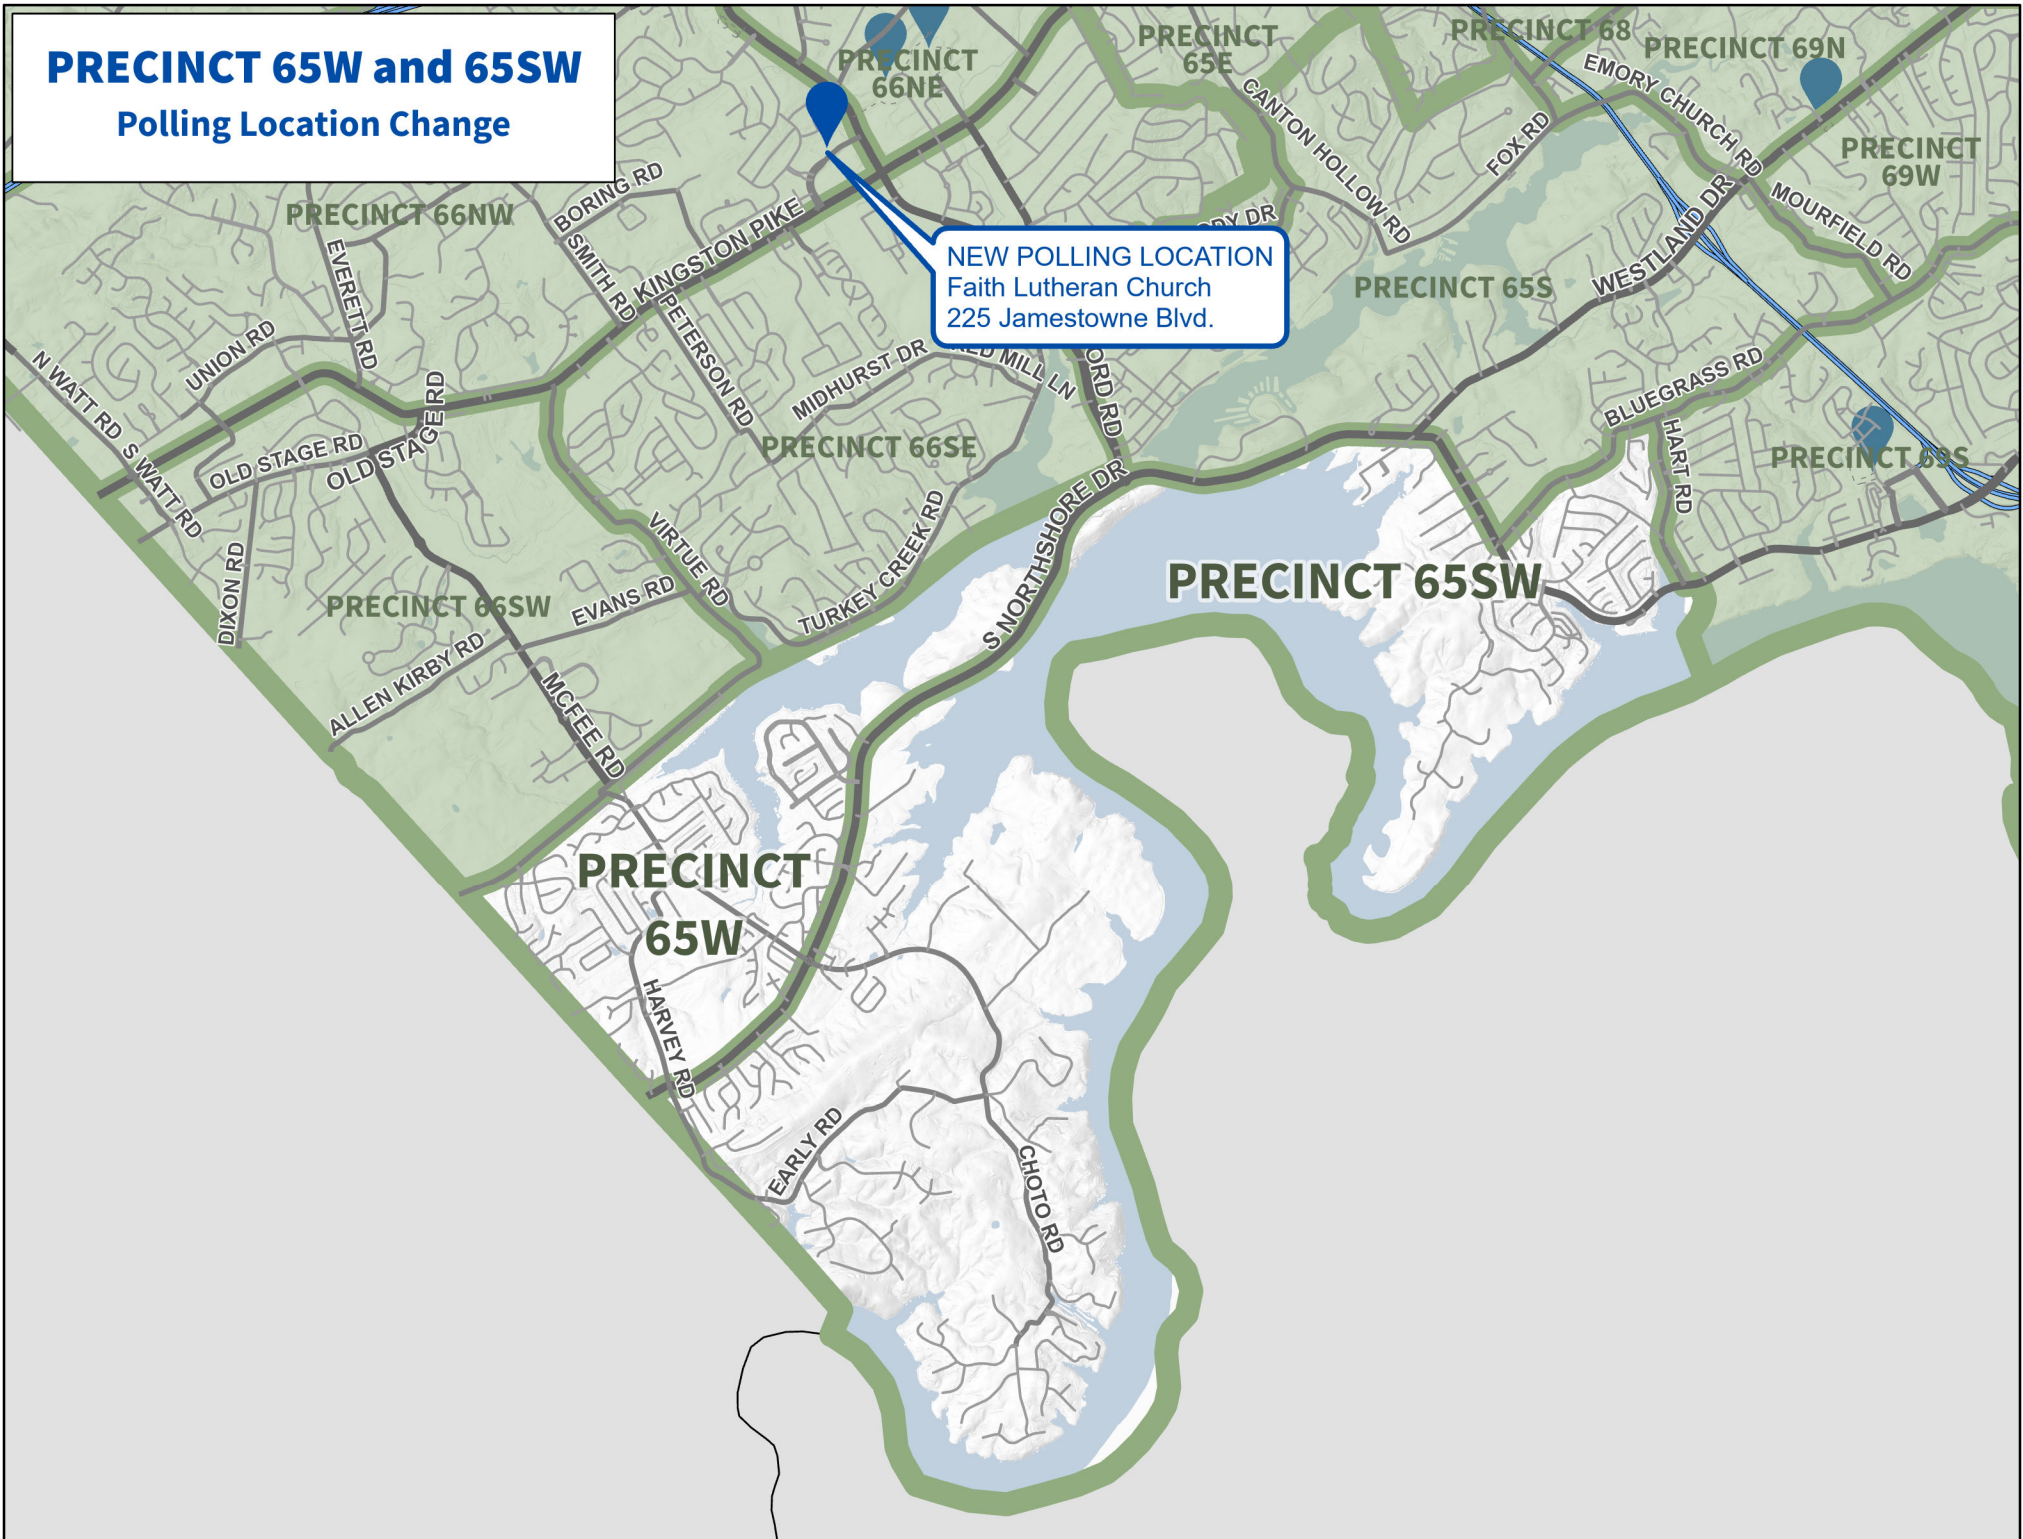 PRECINCT 65W and 65SW
Polling Location Change
PRECINCT
66NE
PRECINCT
65E
PRECINCT 68
PRECINCT 69N
EMORY CHURCH RD
CANTON HOLLOW RD
FOX RD
PRECINCT
69W
MOURFIELD RD
WESTLAND DR
BORING RD
PRECINCT 66NW
SMITH RD
KINGSTON PIKE
EVERETT RD
NEW POLLING LOCATION
Faith Lutheran Church
225 Jamestowne Blvd.
PRECINCT 65S
UNION RD
PETERSON RD
MIDHURST DR
MILL LN
N WATT RD
S WATT RD
OLD STAGE RD
OLD STAGE RD
PRECINCT 66SE
BLUEGRASS RD
HART RD
PRECINCT 69S
S NORTHSHORE DR
VIRTUE RD
TURKEY CREEK RD
DIXON RD
PRECINCT 66SW
EVANS RD
ALLEN KIRBY RD
MCFEE RD
PRECINCT 65SW
PRECINCT
65W
HARVEY RD
EARLY RD
CHOTO RD